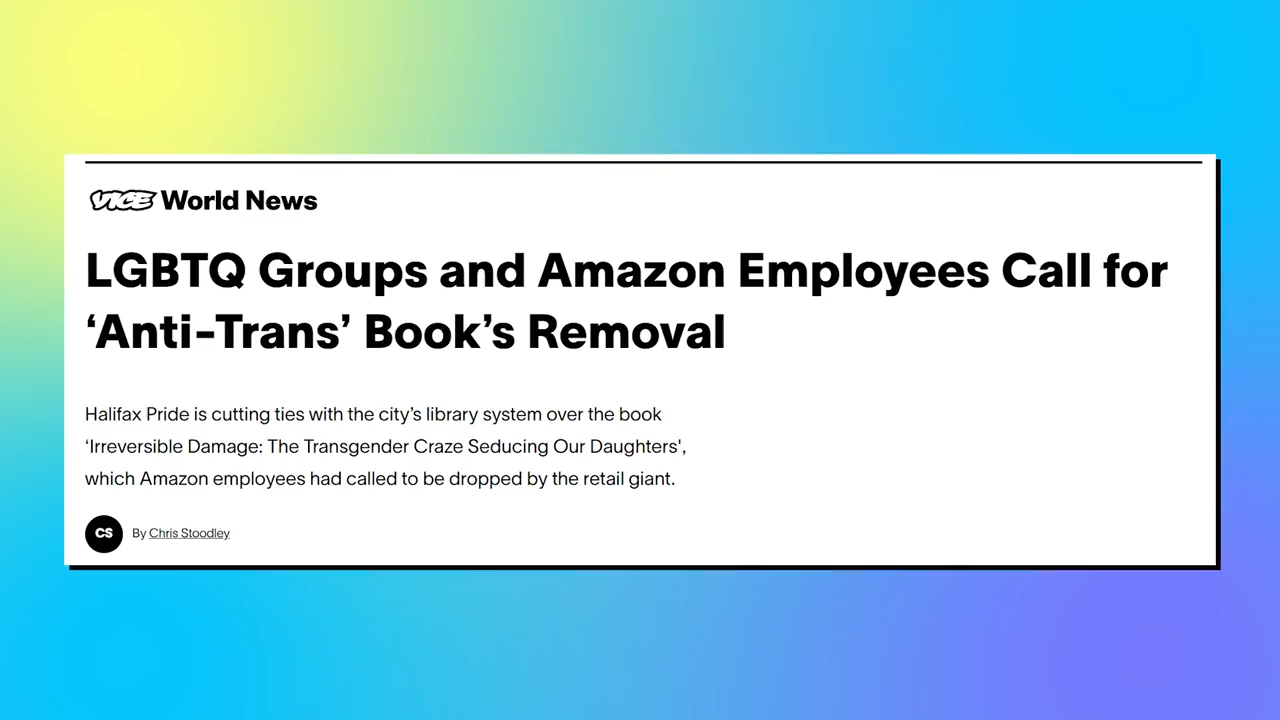 VICE World News
LGBTQ Groups and Amazon Employees Call for
‘Anti-Trans’ Book’s Removal
Halifax Pride is cutting ties with the city’s library system over the book
‘Irreversible Damage: The Transgender Craze Seducing Our Daughters',
which Amazon employees had called to be dropped by the retail giant.
CS By Chris Stoodley